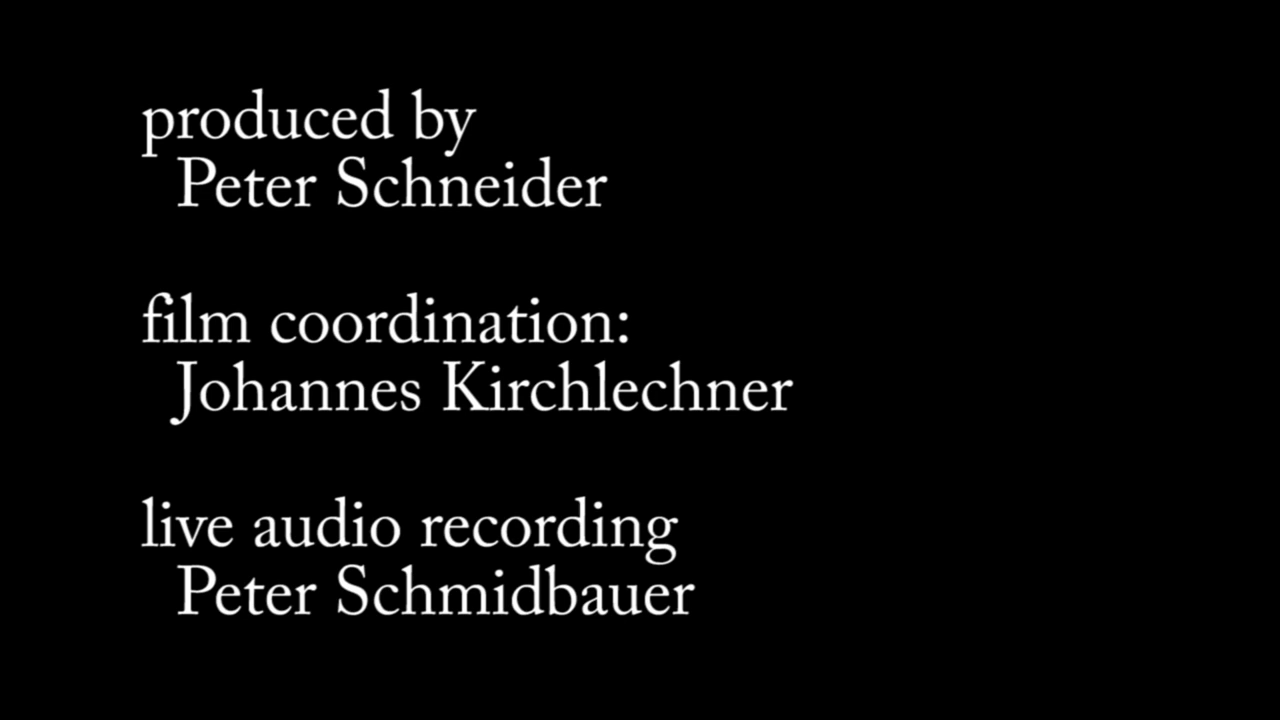 produced by
Peter Schneider
film coordination:
Johannes Kirchlechner
live audio recording
Peter Schmidbauer